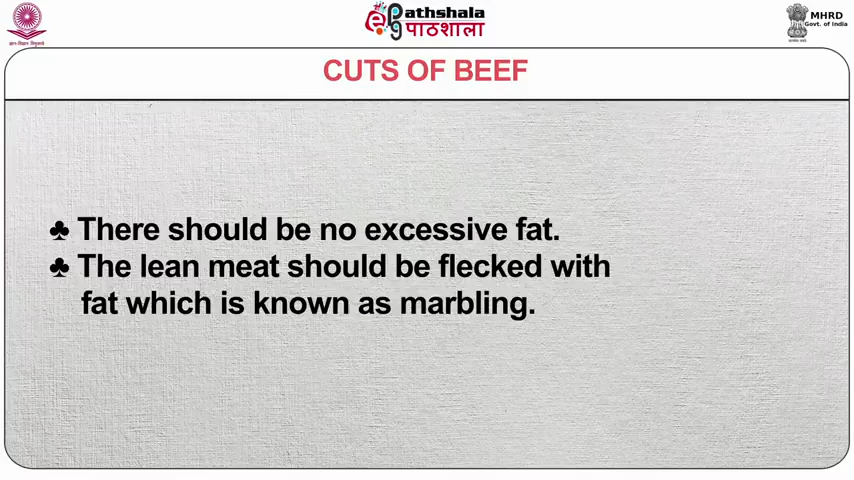 Pathshala
पाठशाला
MHRD
Govt. of India
CUTS OF BEEF
♣ There should be no excessive fat.
♣ The lean meat should be flecked with
fat which is known as marbling.